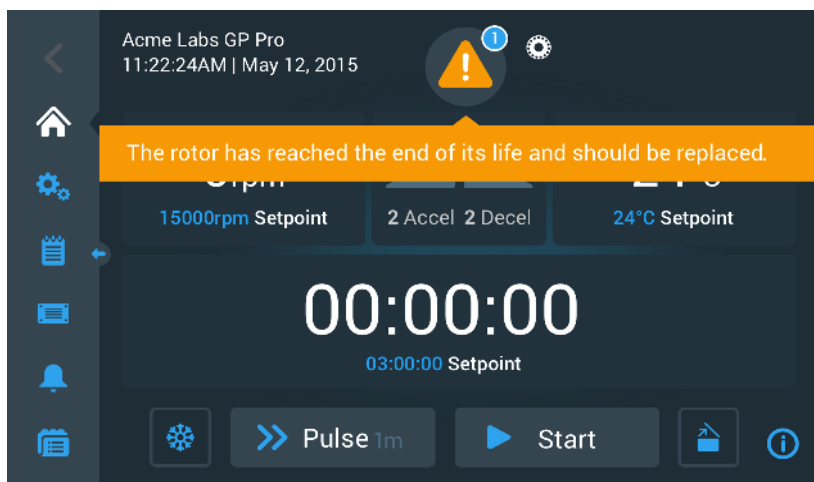 Acme Labs GP Pro
11:22:24AM | May 12, 2015
1
The rotor has reached the end of its life and should be replaced.
rpm
15000rpm Setpoint
2 Accel 2 Decel
24°C Setpoint
00:00:00
03:00:00 Setpoint
Pulse 1m
Start